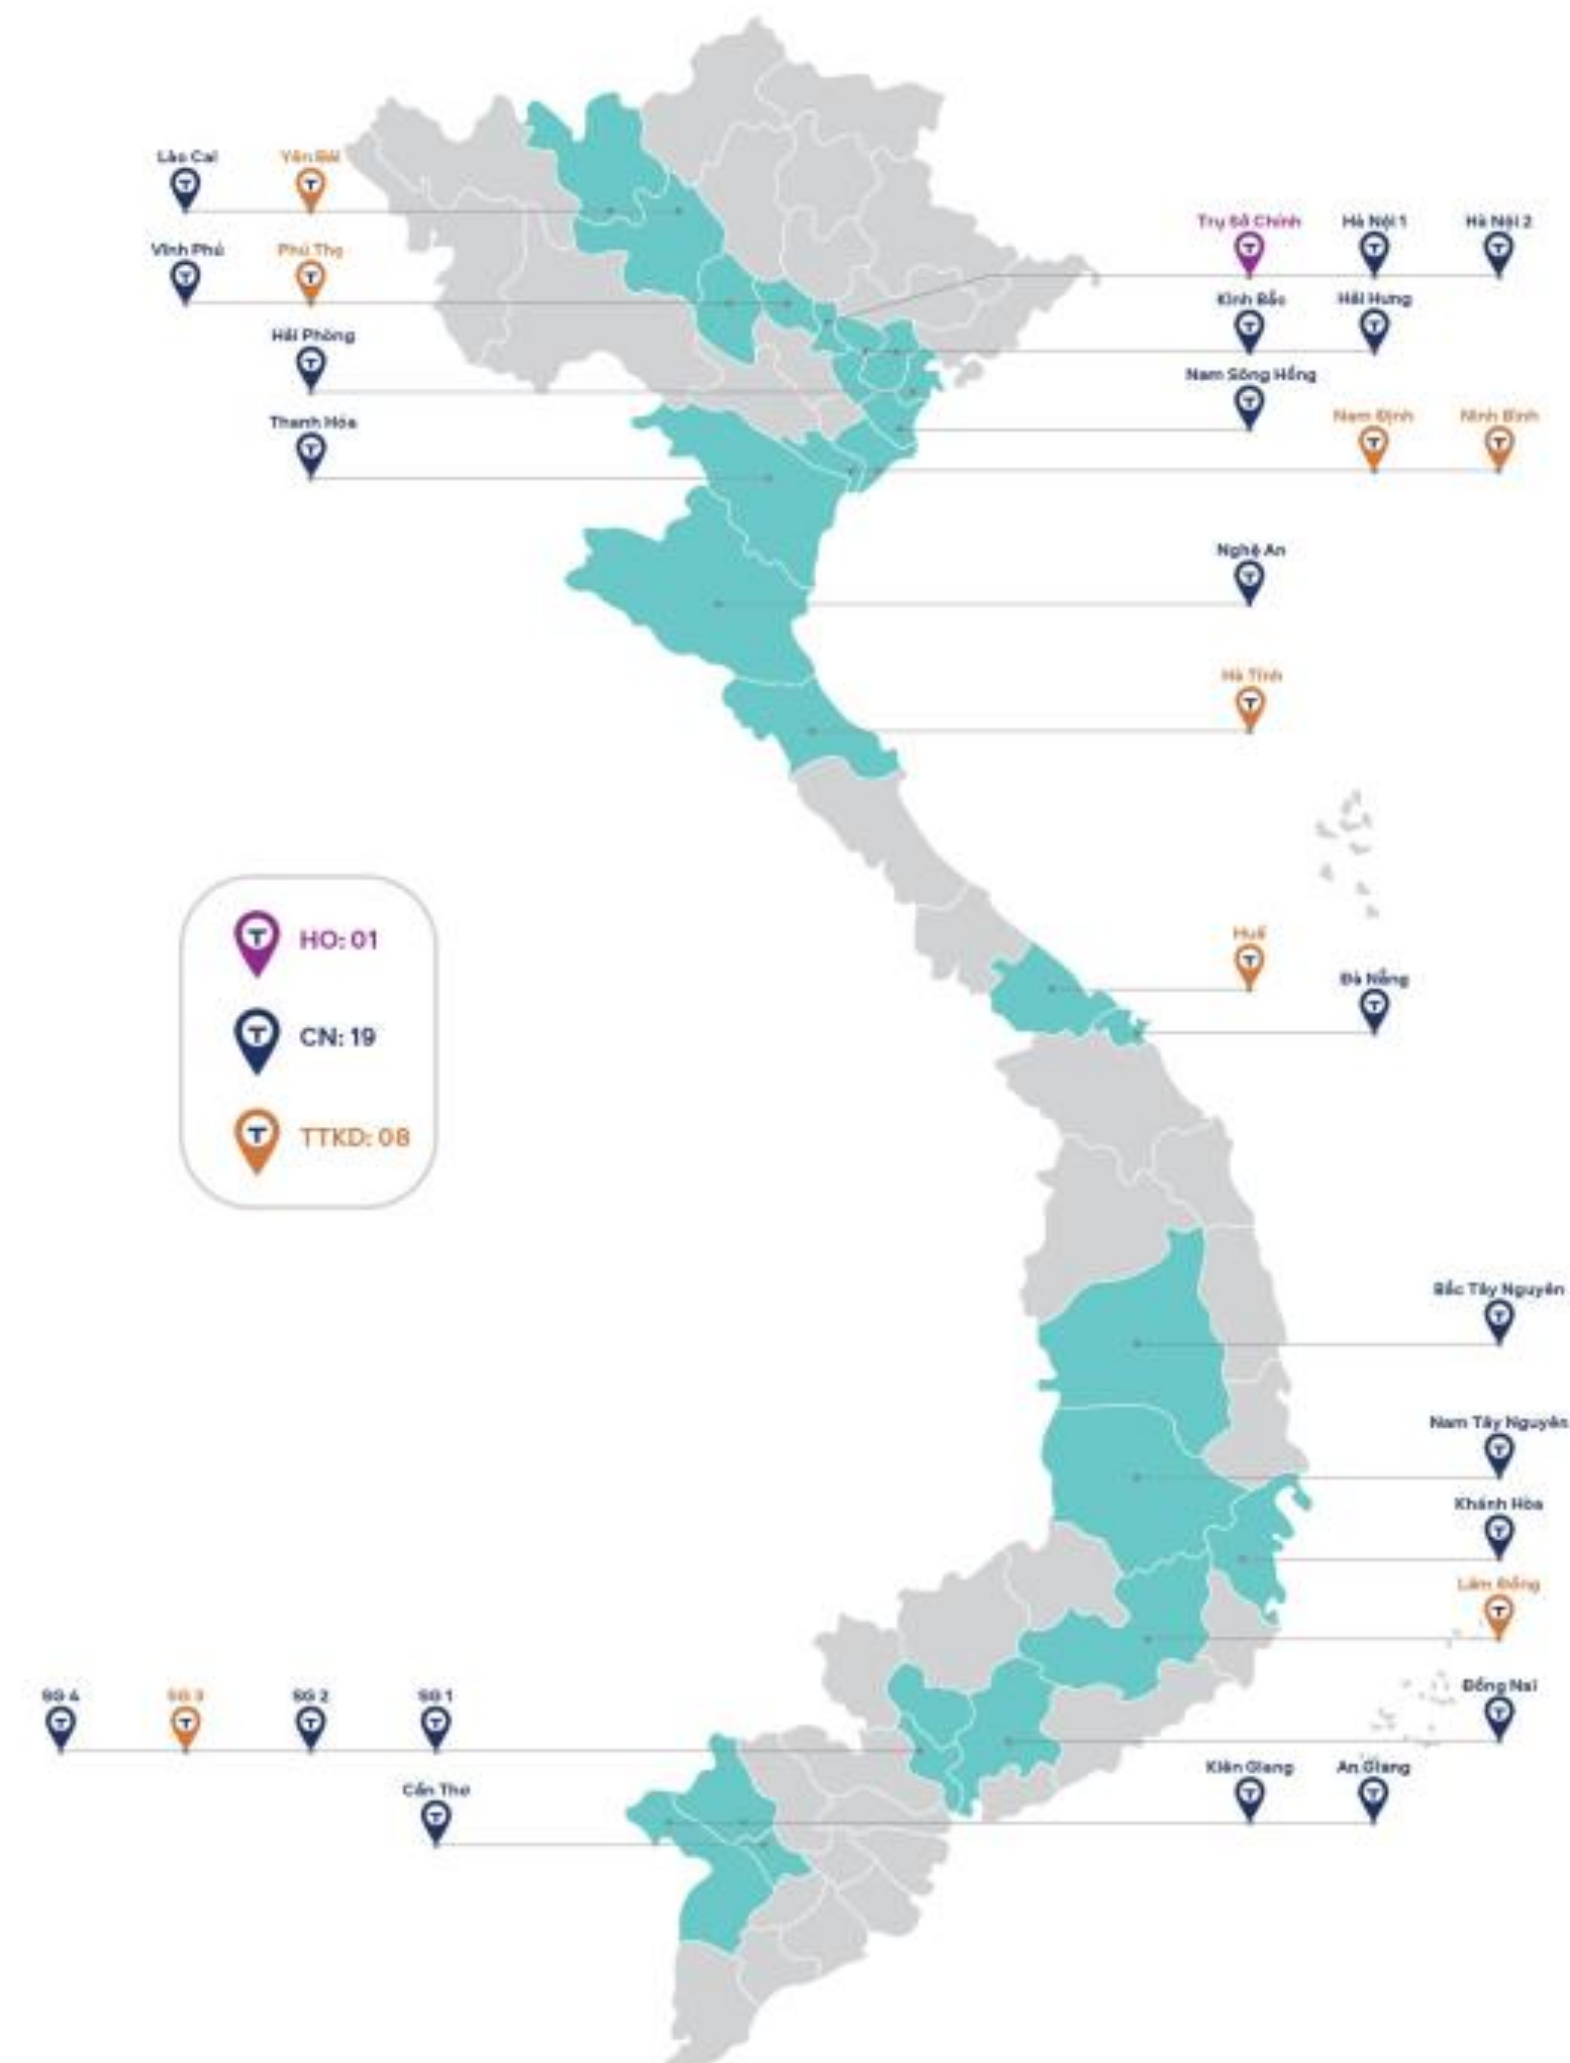 Lào Cai
Yên Bái
Trụ Sở Chính
Hà Nội 1
Hà Nội 2
Vĩnh Phú
Phú Thọ
Kinh Bắc
Hải Hưng
Hải Phòng
Nam Sông Hồng
Thanh Hóa
Nam Định
Ninh Bình
Nghệ An
Hà Tĩnh
HO: 01
CN: 19
TTKD: 08
Huế
Đà Nẵng
Bắc Tây Nguyên
Nam Tây Nguyên
Khánh Hòa
Lâm Đồng
SG 4
SG 3
SG 2
SG 1
Đồng Nai
Cần Thơ
Kiên Giang
An Giang